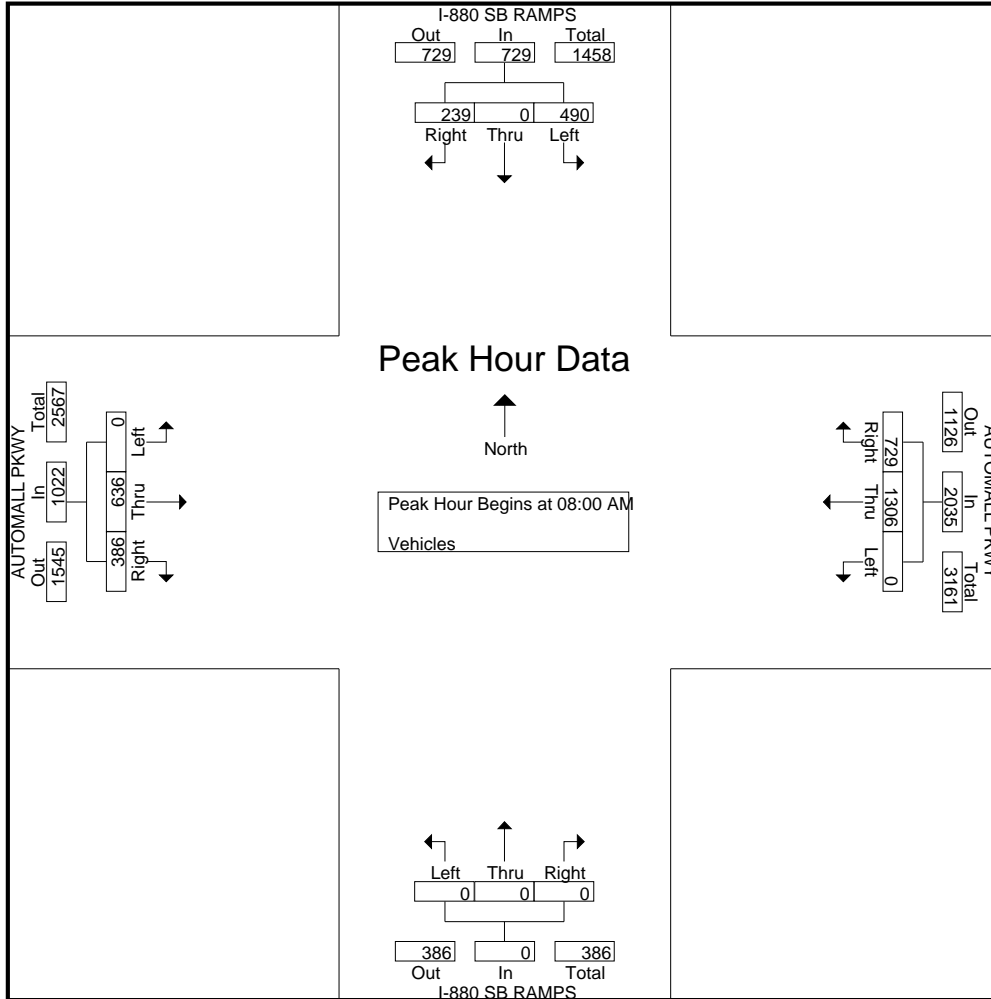 I-880 SB RAMPS
Out In Total
729 729 1458
239 0 490
Right Thru Left
Peak Hour Data
North
Peak Hour Begins at 08:00 AM
Vehicles
AUTOMALL PKWY
Out In Total
1545 1022 2567
Left Thru Right
0 636 386
AUTOMALL PKWY
Out In Total
1126 2035 3161
Right Thru Left
729 1306 0
Left Thru Right
0 0 0
386 0 386
Out In Total
I-880 SB RAMPS